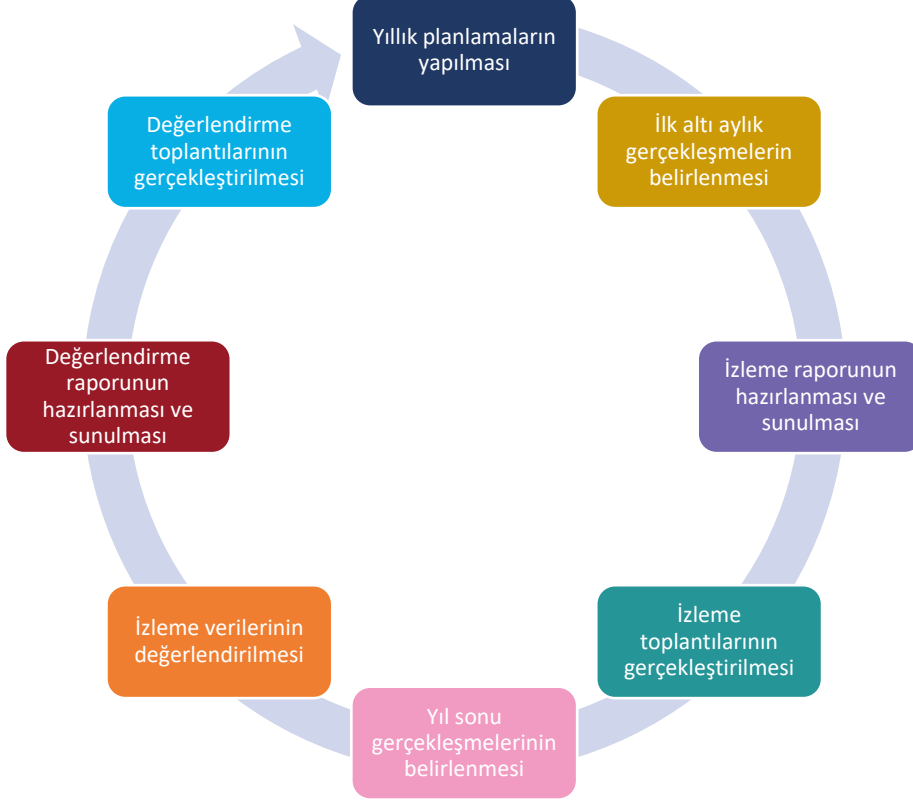 Yıllık planlamaların
yapılması
İlk altı aylık
gerçekleşmelerin
belirlenmesi
İzleme raporunun
hazırlanması ve
sunulması
İzleme
toplantılarının
gerçekleştirilmesi
Yıl sonu
gerçekleşmelerinin
belirlenmesi
İzleme verilerinin
değerlendirilmesi
Değerlendirme
raporunun
hazırlanması ve
sunulması
Değerlendirme
toplantılarının
gerçekleştirilmesi